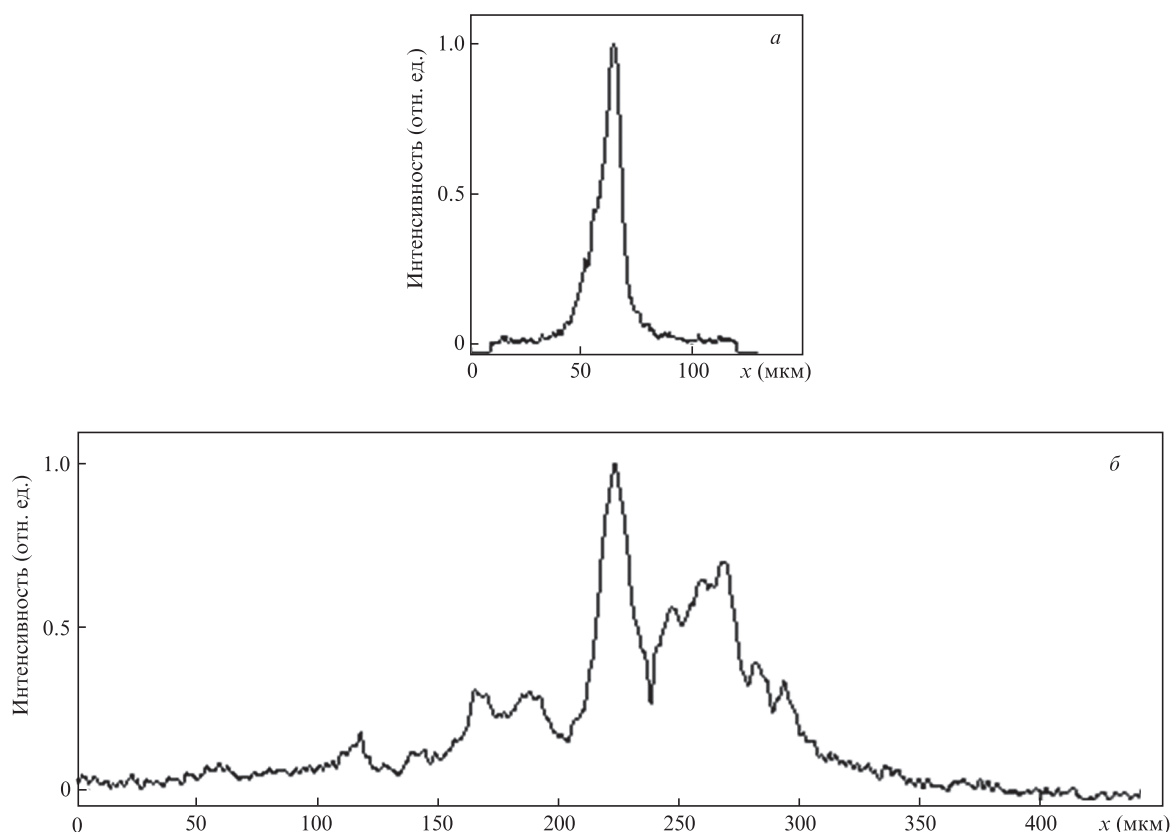 а
1.0
0.5
0
Интенсивность (отн. ед.)
0 50 100 x (мкм)
б
1.0
0.5
0
Интенсивность (отн. ед.)
0 50 100 150 200 250 300 350 400 x (мкм)